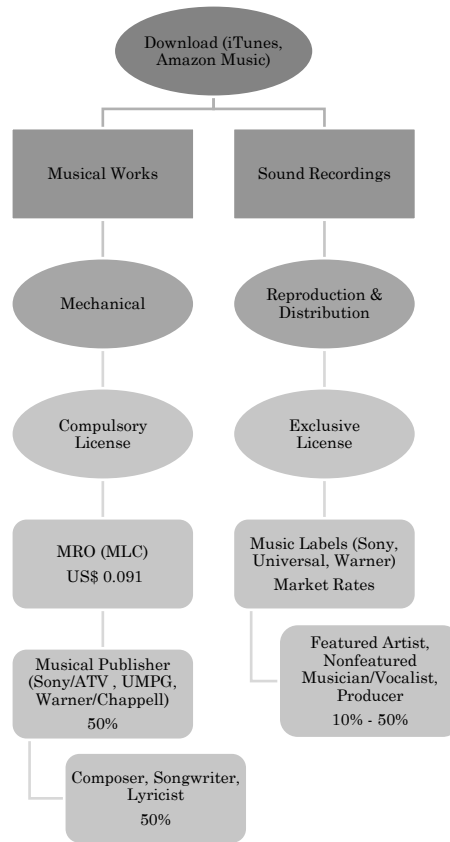 Download (iTunes,
Amazon Music)
Musical Works
Sound Recordings
Mechanical
Reproduction &
Distribution
Compulsory
License
Exclusive
License
MRO (MLC)
US$ 0.091
Music Labels (Sony,
Universal, Warner)
Market Rates
Musical Publisher
(Sony/ATV , UMPG,
Warner/Chappell)
50%
Featured Artist,
Nonfeatured
Musician/Vocalist,
Producer
10% - 50%
Composer, Songwriter,
Lyricist
50%